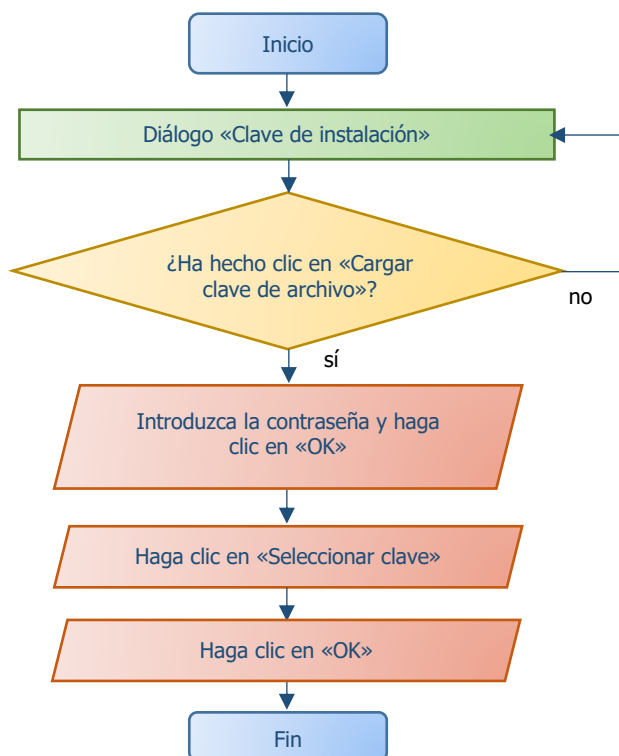 Inicio
Diálogo «Clave de instalación»
¿Ha hecho clic en «Cargar
clave de archivo»?
no
sí
Introduzca la contraseña y haga
clic en «OK»
Haga clic en «Seleccionar clave»
Haga clic en «OK»
Fin